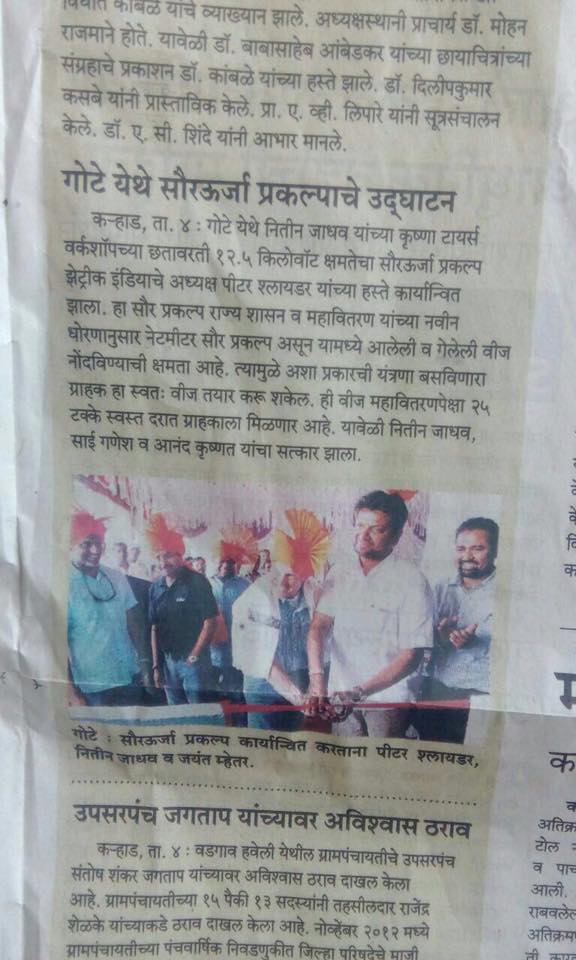 कांबळे यांचे व्याख्यान झाले. अध्यक्षस्थानी प्राचार्य डॉ. मोहन
राजमाने होते. यावेळी डॉ. बाबासाहेब आंबेडकर यांच्या छायाचित्रांच्या
संग्रहाचे प्रकाशन डॉ. कांबळे यांच्या हस्ते झाले. डॉ. दिलीपकुमार
कसबे यांनी प्रास्ताविक केले. प्रा. ए. व्ही. लिपारे यांनी सूत्रसंचालन
केले. डॉ. ए. सी. शिंदे यांनी आभार मानले.
गोटे येथे सौरऊर्जा प्रकल्पाचे उद्‌घाटन
कऱ्हाड, ता. ४ : गोटे येथे नितीन जाधव यांच्या कृष्णा टायर्स
वर्कशॉपच्या छतावरती १२.५ किलोवॉट क्षमतेचा सौरऊर्जा प्रकल्प
झेट्रीक इंडियाचे अध्यक्ष पीटर श्लायडर यांच्या हस्ते कार्यान्वित
झाला. हा सौर प्रकल्प राज्य शासन व महावितरण यांच्या नवीन
धोरणानुसार नेटमीटर सौर प्रकल्प असून यामध्ये आलेली व गेलेली वीज
नोंदविण्याची क्षमता आहे. त्यामुळे अशा प्रकारची यंत्रणा बसविणारा
ग्राहक हा स्वतः वीज तयार करू शकेल. ही वीज महावितरणपेक्षा २५
टक्के स्वस्त दरात ग्राहकाला मिळणार आहे. यावेळी नितीन जाधव,
साई गणेश व आनंद कृष्णत यांचा सत्कार झाला.
गोटे : सौरऊर्जा प्रकल्प कार्यान्वित करताना पीटर श्लायडर,
नितीन जाधव व जयंत म्हेतर.
उपसरपंच जगताप यांच्यावर अविश्वास ठराव
कऱ्हाड, ता. ४ : वडगाव हवेली येथील ग्रामपंचायतीचे उपसरपंच
संतोष शंकर जगताप यांच्यावर अविश्वास ठराव दाखल केला
आहे. ग्रामपंचायतीच्या १५ पैकी १३ सदस्यांनी तहसीलदार राजेंद्र
शेळके यांच्याकडे ठराव दाखल केला आहे. नोव्हेंबर २०१२ मध्ये
ग्रामपंचायतीच्या पंचवार्षिक निवडणुकीत जिल्हा परिषदेचे माजी
अतिक्र
टोल
व पाच
आली.
राबवले
अतिक्रमण